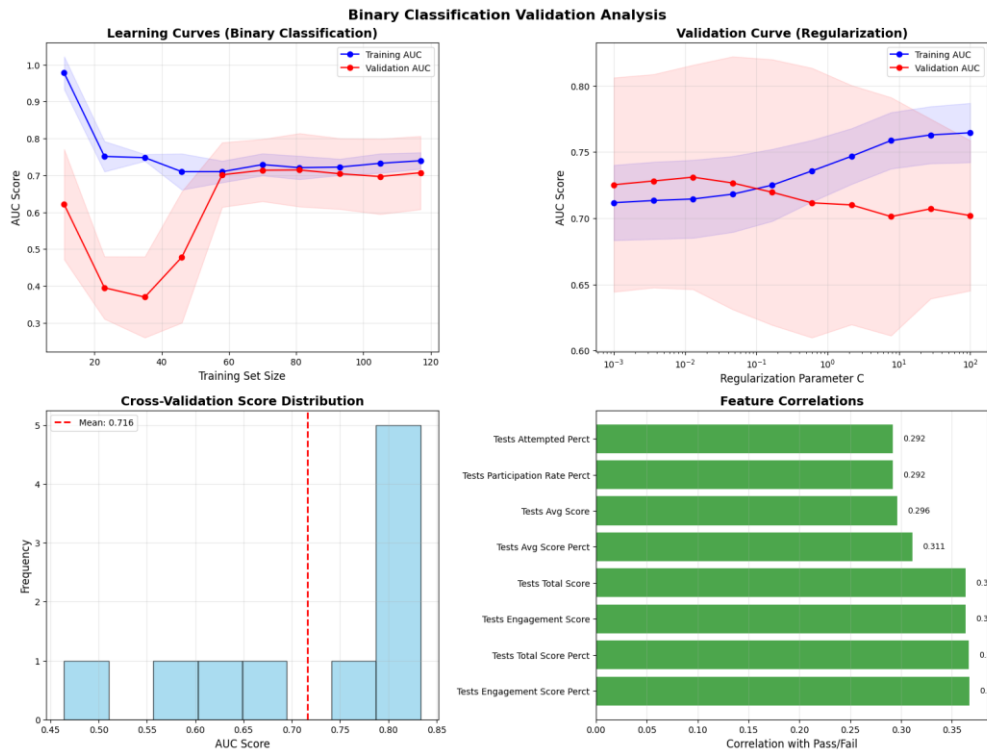 Binary Classification Validation Analysis
Learning Curves (Binary Classification)
Training AUC
Validation AUC
AUC Score
1.0
0.9
0.8
0.7
0.6
0.5
0.4
0.3
20
40
60
80
100
120
Training Set Size
Validation Curve (Regularization)
Training AUC
Validation AUC
AUC Score
0.80
0.75
0.70
0.65
0.60
10⁻³
10⁻²
10⁻¹
10⁰
10¹
10²
Regularization Parameter C
Cross-Validation Score Distribution
Mean: 0.716
Frequency
5
4
3
2
1
0
0.45
0.50
0.55
0.60
0.65
0.70
0.75
0.80
0.85
AUC Score
Feature Correlations
Tests Attempted Perct
0.292
Tests Participation Rate Perct
0.292
Tests Avg Score
0.296
Tests Avg Score Perct
0.311
Tests Total Score
Tests Engagement Score
Tests Total Score Perct
Tests Engagement Score Perct
0.00
0.05
0.10
0.15
0.20
0.25
0.30
0.35
Correlation with Pass/Fail